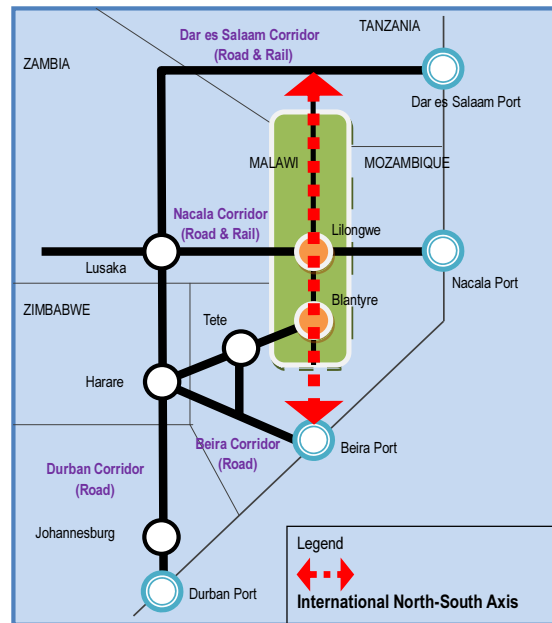 TANZANIA
Dar es Salaam Corridor
(Road & Rail)
ZAMBIA
Dar es Salaam Port
MALAWI
MOZAMBIQUE
Nacala Corridor
(Road & Rail)
Lilongwe
Lusaka
Nacala Port
ZIMBABWE
Blantyre
Tete
Harare
Beira Corridor
(Road)
Beira Port
Durban Corridor
(Road)
Johannesburg
Durban Port
Legend
International North-South Axis